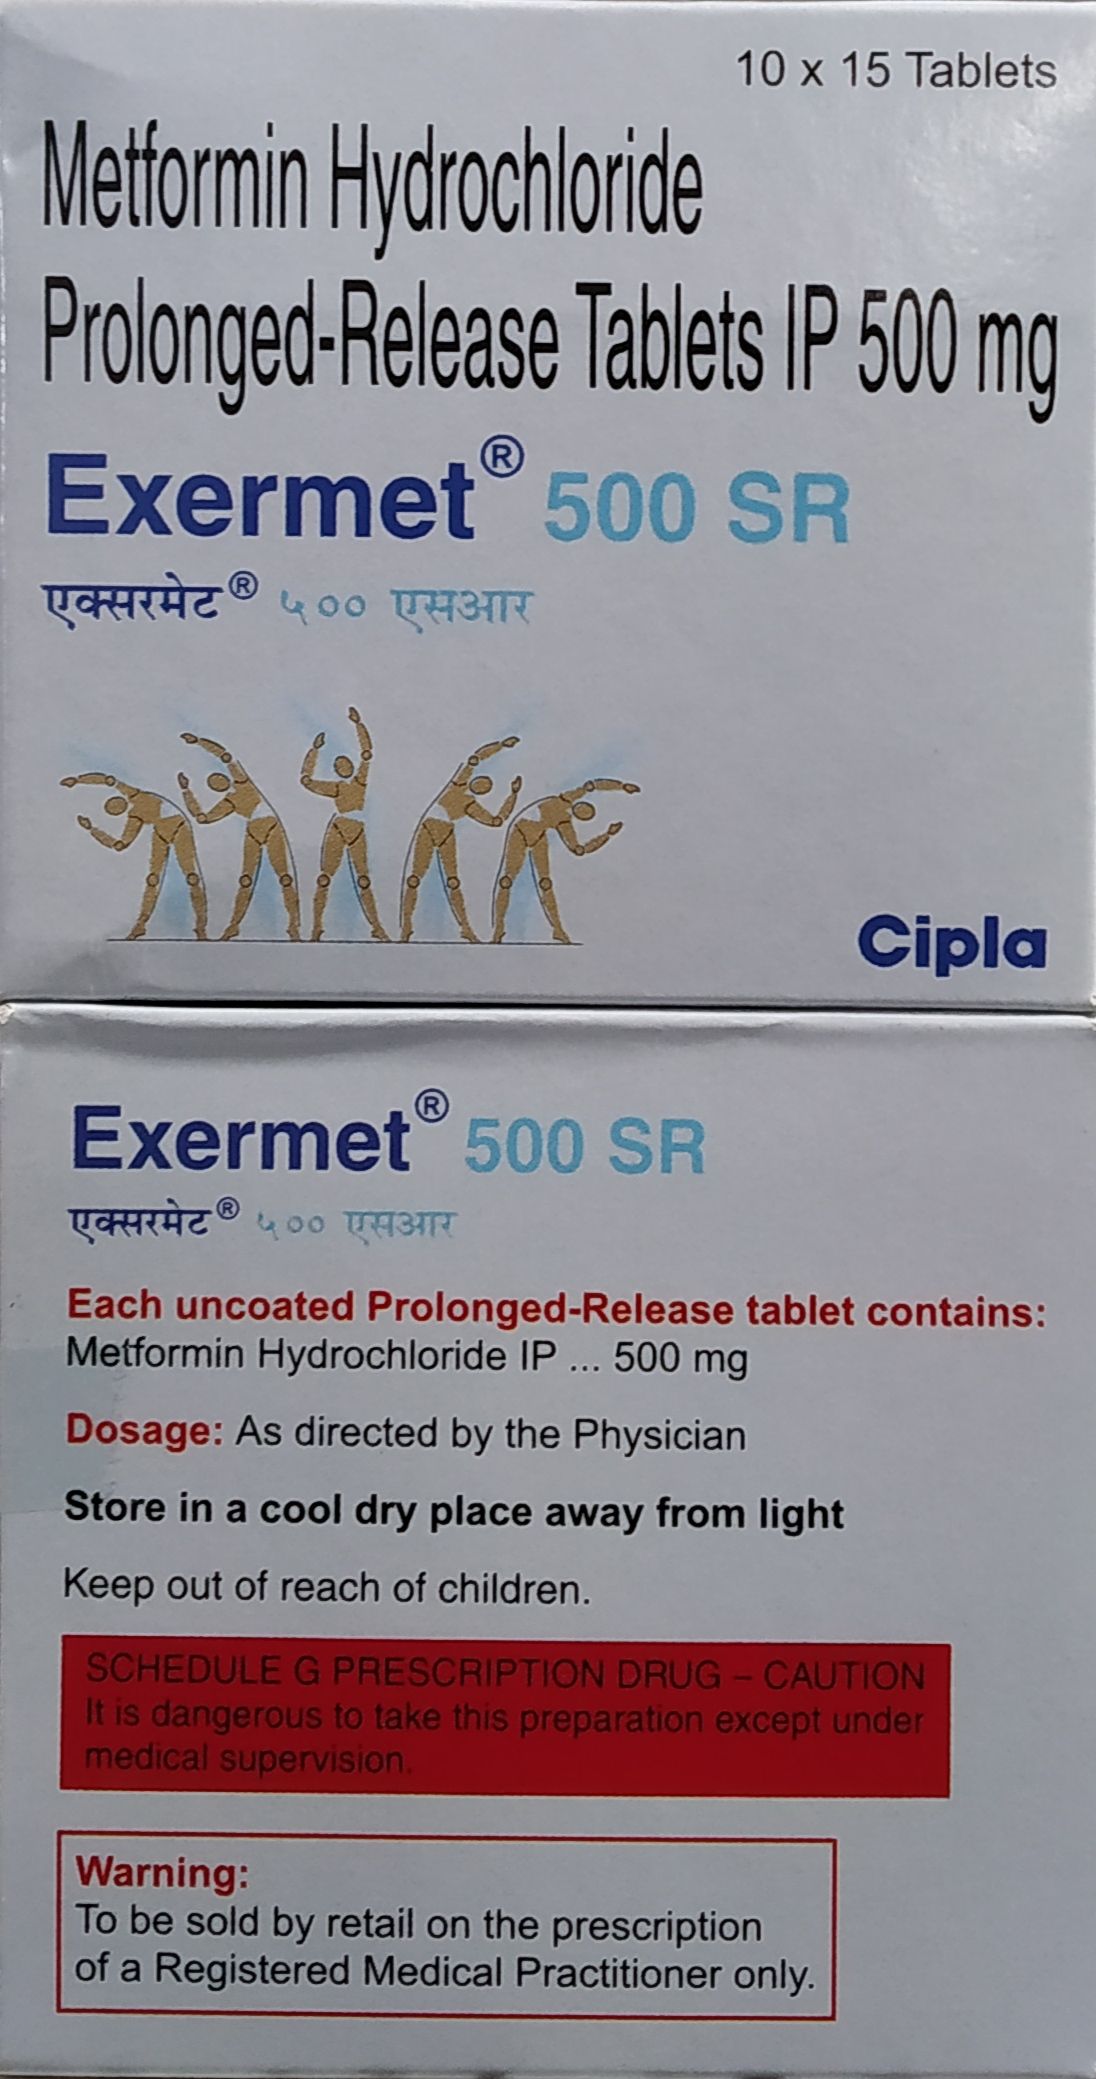 10 x 15 Tablets
Metformin Hydrochloride
Prolonged-Release Tablets IP 500 mg
Exermet® 500 SR
एक्सरमेट® ५०० एसआर
Cipla
Exermet® 500 SR
एक्सरमेट® ५०० एसआर
Each uncoated Prolonged-Release tablet contains:
Metformin Hydrochloride IP ... 500 mg
Dosage: As directed by the Physician
Store in a cool dry place away from light
Keep out of reach of children.
SCHEDULE G PRESCRIPTION DRUG – CAUTION
It is dangerous to take this preparation except under
medical supervision.
Warning:
To be sold by retail on the prescription
of a Registered Medical Practitioner only.